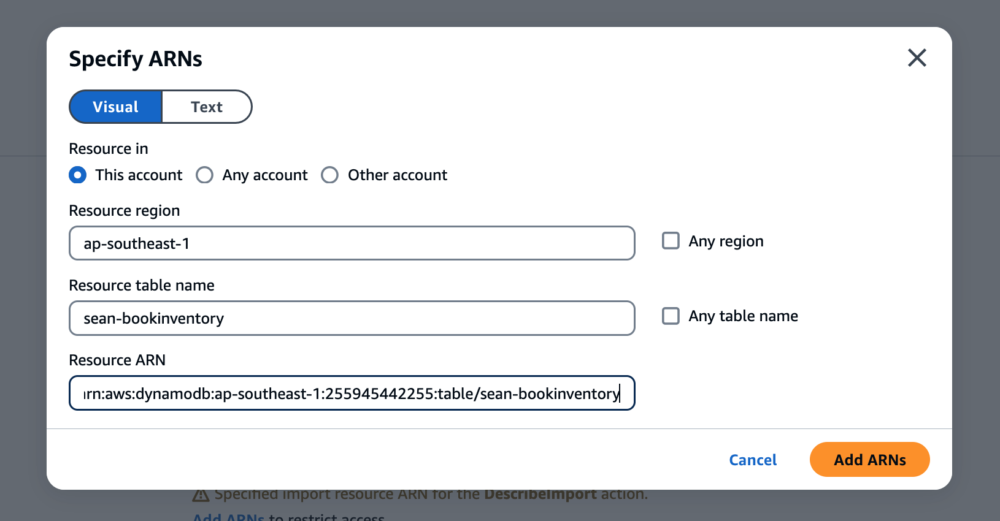 Specify ARNs
Visual Text
Resource in
This account Any account Other account
Resource region
ap-southeast-1 Any region
Resource table name
sean-bookinventory Any table name
Resource ARN
arn:aws:dynamodb:ap-southeast-1:255945442255:table/sean-bookinventory
Cancel Add ARNs
Specified import resource ARN for the DescribeImport action.
Add ARNs to restrict access.